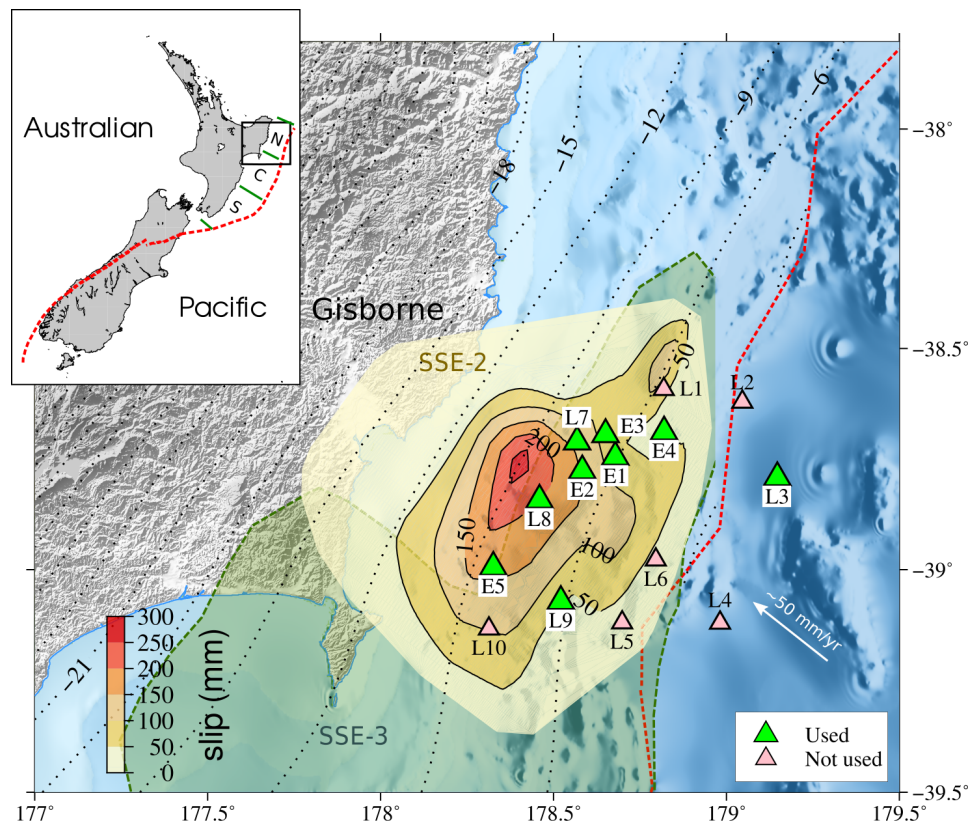 Australian
N
C
S
Pacific
−6
−9
−12
−15
−18
−38°
Gisborne
SSE-2
50
−38.5°
L1
L2
L7
E3
200
E2
E1
E4
L3
L8
150
100
−39°
E5
L6
50
L9
L5
L4
L10
~50 mm/yr
−21
300
250
200
150
100
50
0
slip (mm)
SSE-3
Used
Not used
−39.5°
177
177.5
178
178.5
179
179.5